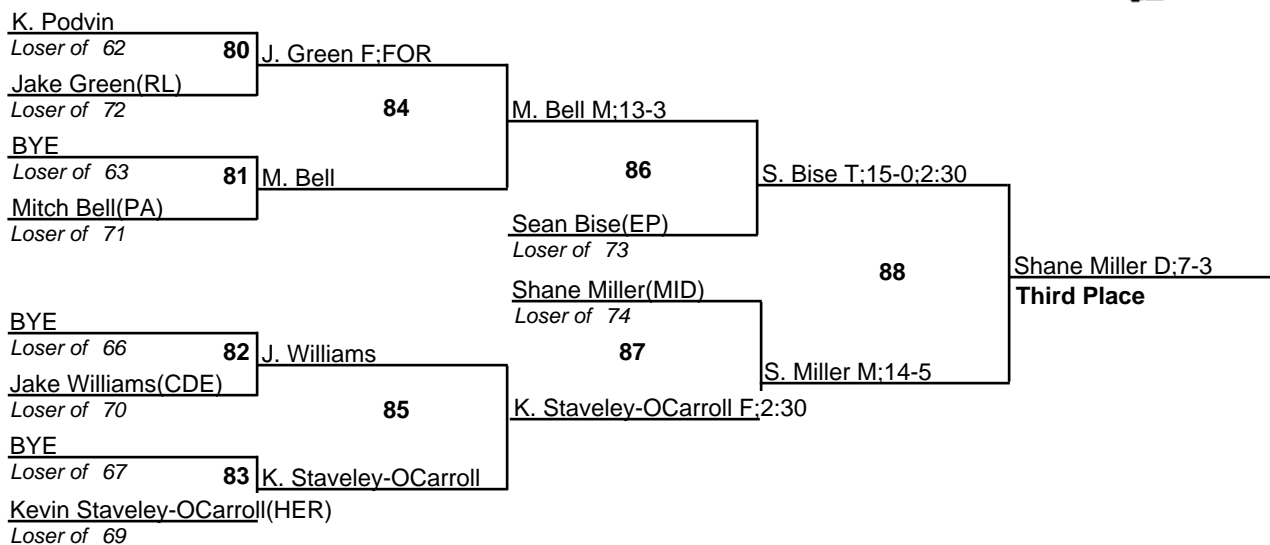 K. Podvin
Loser of 62
80
J. Green F;FOR
Jake Green(RL)
Loser of 72
84
M. Bell M;13-3
BYE
Loser of 63
81
M. Bell
86
S. Bise T;15-0;2:30
Mitch Bell(PA)
Loser of 71
Sean Bise(EP)
Loser of 73
88
Shane Miller D;7-3
Third Place
Shane Miller(MID)
Loser of 74
BYE
Loser of 66
82
J. Williams
87
S. Miller M;14-5
Jake Williams(CDE)
Loser of 70
85
K. Staveley-OCarroll F;2:30
BYE
Loser of 67
83
K. Staveley-OCarroll
Kevin Staveley-OCarroll(HER)
Loser of 69